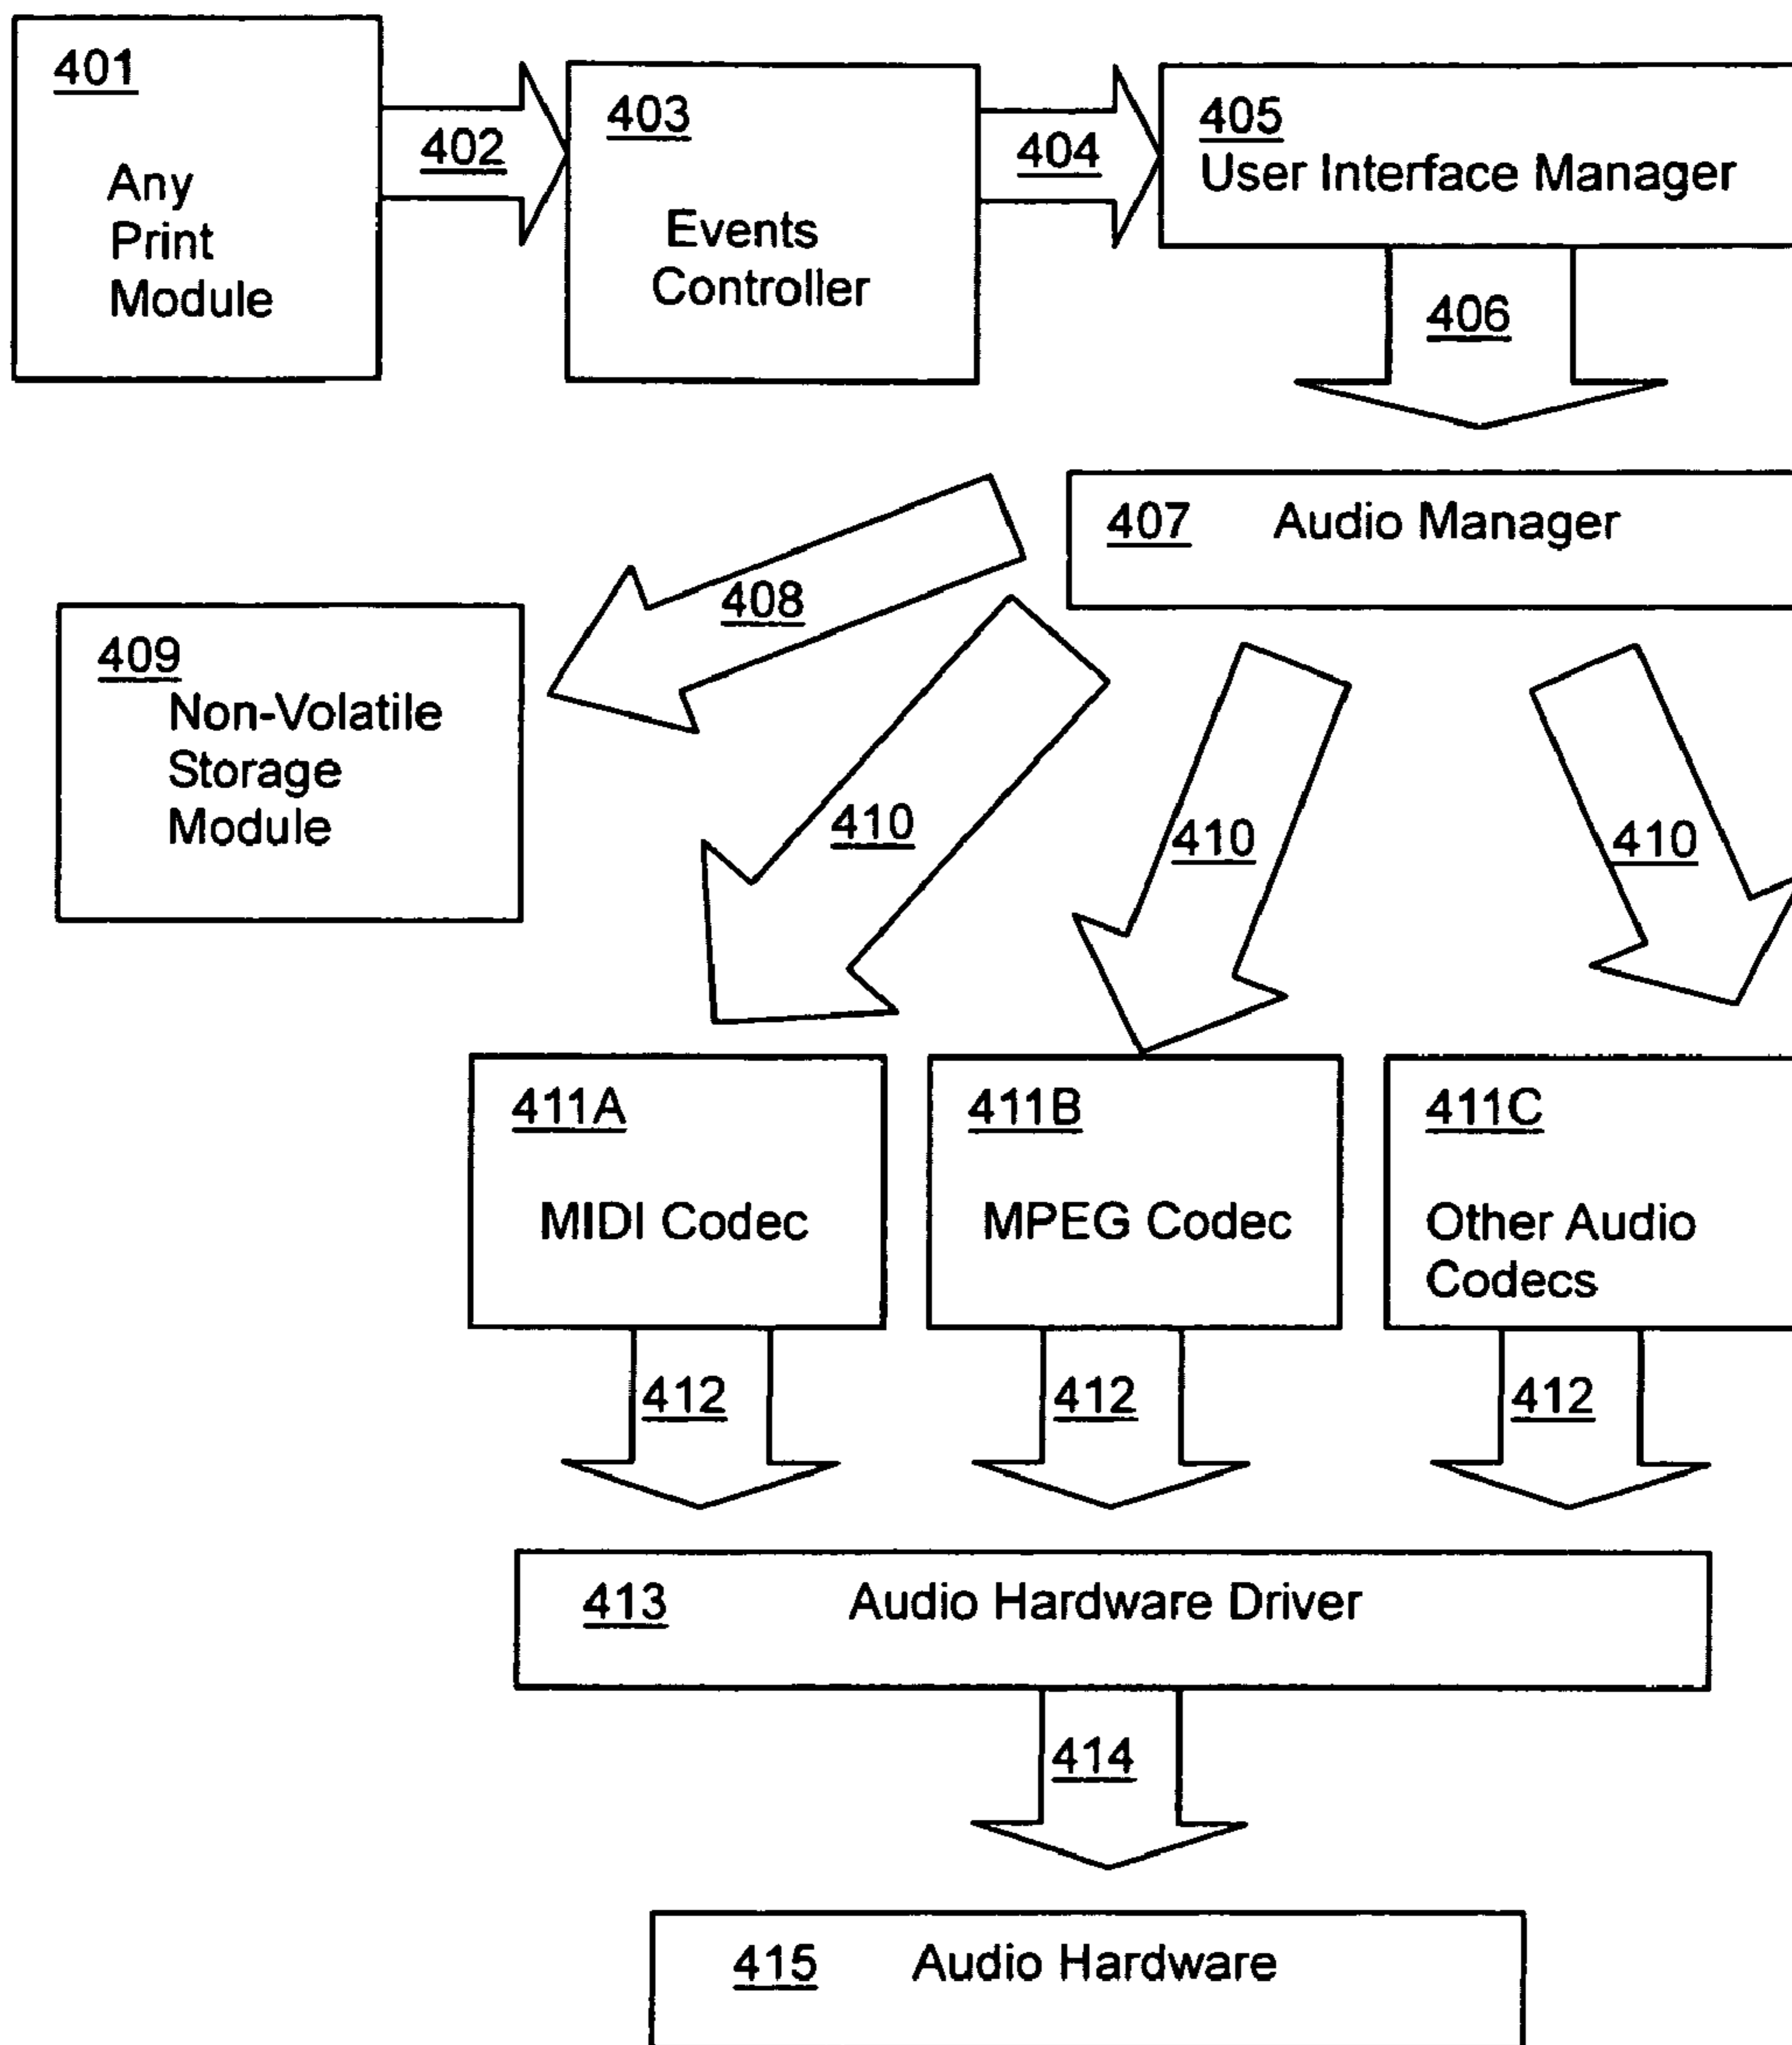 401
Any
Print
Module
402
403
Events
Controller
404
405
User Interface Manager
406
407 Audio Manager
408
409
Non-Volatile
Storage
Module
410
410
410
411A
MIDI Codec
411B
MPEG Codec
411C
Other Audio
Codecs
412
412
412
413 Audio Hardware Driver
414
415 Audio Hardware